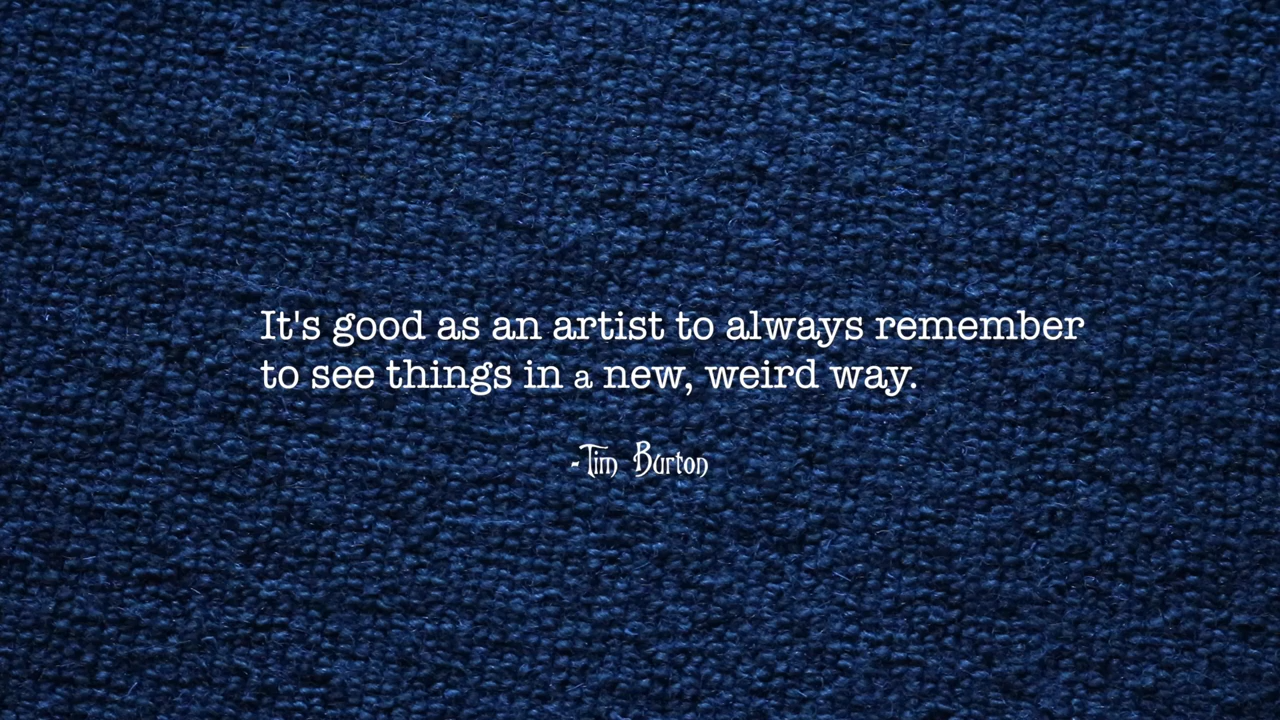 It's good as an artist to always remember
to see things in a new, weird way.
-Tim Burton